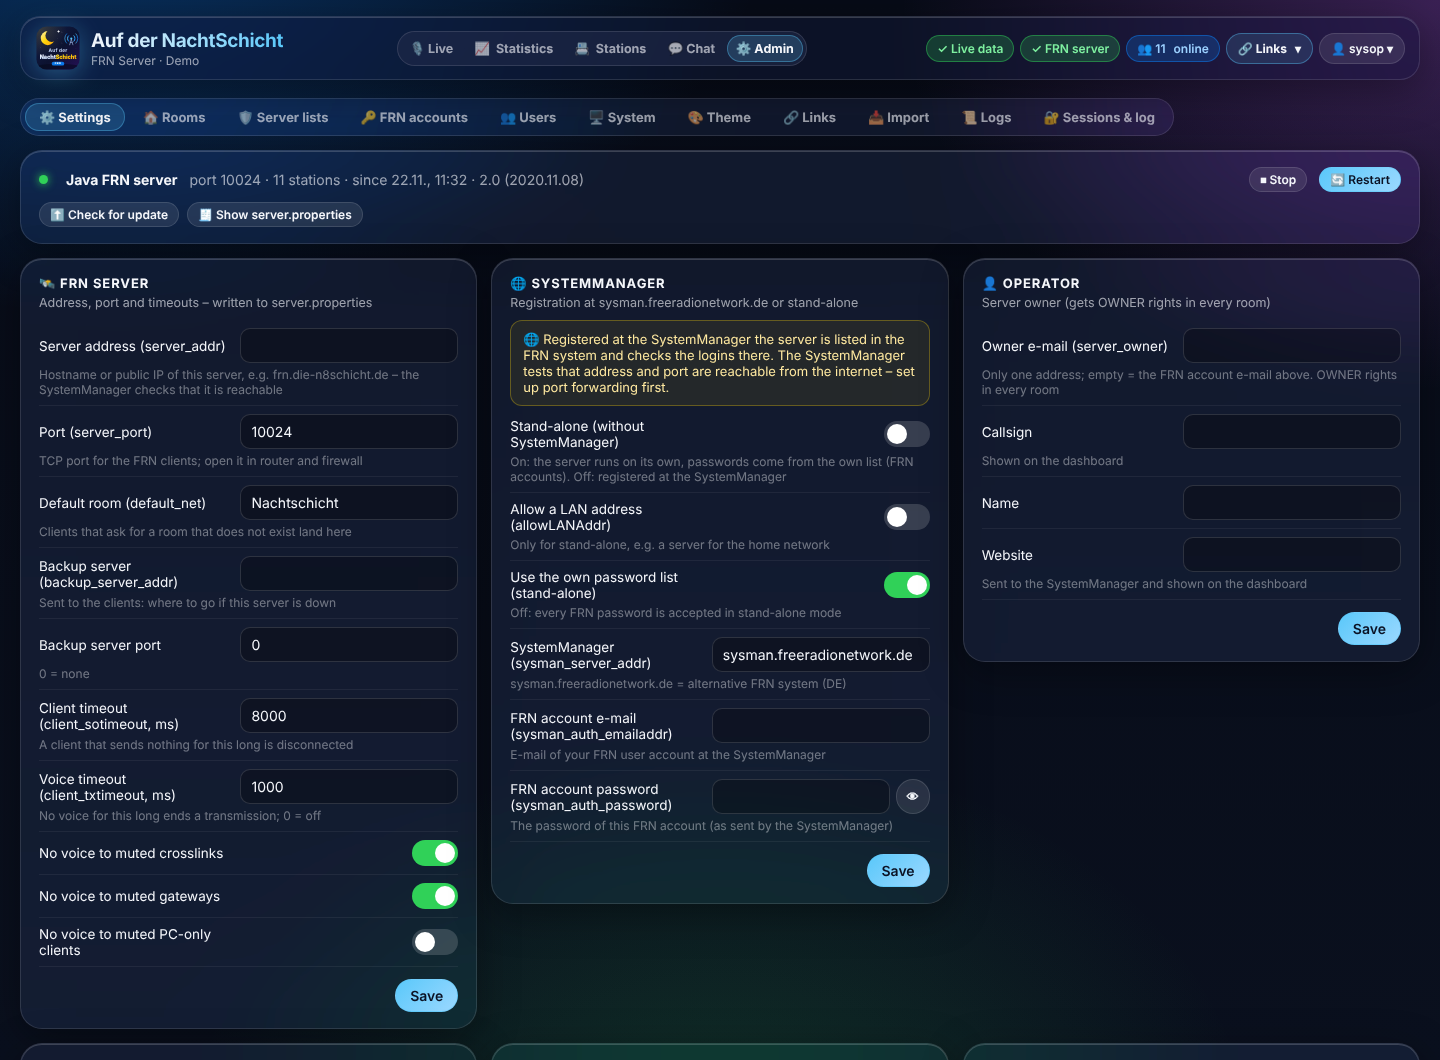 Auf der NachtSchicht
FRN Server · Demo
Live
Statistics
Stations
Chat
Admin
✓ Live data
✓ FRN server
11 online
Links ▾
sysop ▾
Settings
Rooms
Server lists
FRN accounts
Users
System
Theme
Links
Import
Logs
Sessions & log
Java FRN server port 10024 · 11 stations · since 22.11., 11:32 · 2.0 (2020.11.08)
Stop
Restart
Check for update
Show server.properties
FRN SERVER
Address, port and timeouts – written to server.properties
Server address (server_addr)
Hostname or public IP of this server, e.g. frn.die-n8schicht.de – the
SystemManager checks that it is reachable
Port (server_port)
10024
TCP port for the FRN clients; open it in router and firewall
Default room (default_net)
Nachtschicht
Clients that ask for a room that does not exist land here
Backup server
(backup_server_addr)
Sent to the clients: where to go if this server is down
Backup server port
0
0 = none
Client timeout
(client_sotimeout, ms)
8000
A client that sends nothing for this long is disconnected
Voice timeout
(client_txtimeout, ms)
1000
No voice for this long ends a transmission; 0 = off
No voice to muted crosslinks
No voice to muted gateways
No voice to muted PC-only
clients
Save
SYSTEMMANAGER
Registration at sysman.freeradionetwork.de or stand-alone
Registered at the SystemManager the server is listed in the
FRN system and checks the logins there. The SystemManager
tests that address and port are reachable from the internet – set
up port forwarding first.
Stand-alone (without
SystemManager)
On: the server runs on its own, passwords come from the own list (FRN
accounts). Off: registered at the SystemManager
Allow a LAN address
(allowLANAddr)
Only for stand-alone, e.g. a server for the home network
Use the own password list
(stand-alone)
Off: every FRN password is accepted in stand-alone mode
SystemManager
(sysman_server_addr)
sysman.freeradionetwork.de
sysman.freeradionetwork.de = alternative FRN system (DE)
FRN account e-mail
(sysman_auth_emailaddr)
E-mail of your FRN user account at the SystemManager
FRN account password
(sysman_auth_password)
The password of this FRN account (as sent by the SystemManager)
Save
OPERATOR
Server owner (gets OWNER rights in every room)
Owner e-mail (server_owner)
Only one address; empty = the FRN account e-mail above. OWNER rights
in every room
Callsign
Shown on the dashboard
Name
Website
Sent to the SystemManager and shown on the dashboard
Save